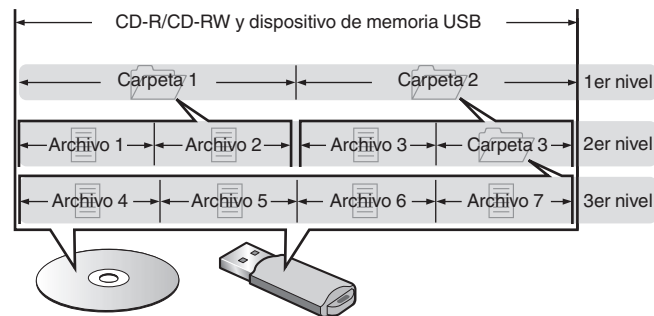 CD-R/CD-RW y dispositivo de memoria USB
Carpeta 1 Carpeta 2 1er nivel
Archivo 1 Archivo 2 Archivo 3 Carpeta 3 2er nivel
Archivo 4 Archivo 5 Archivo 6 Archivo 7 3er nivel